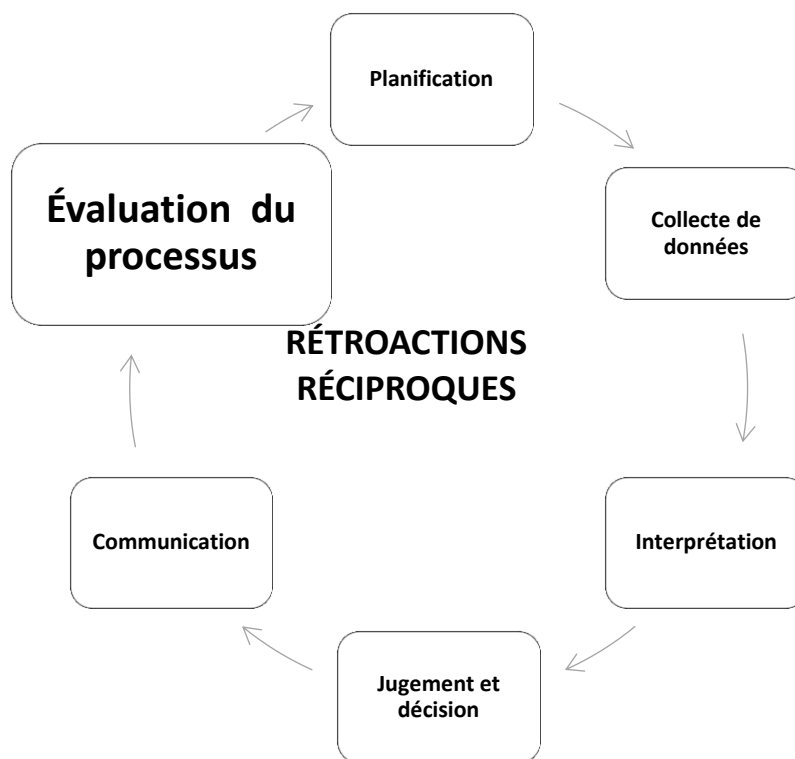 Planification
Évaluation du
processus
Collecte de
données
RÉTROACTIONS
RÉCIPROQUES
Communication
Interprétation
Jugement et
décision